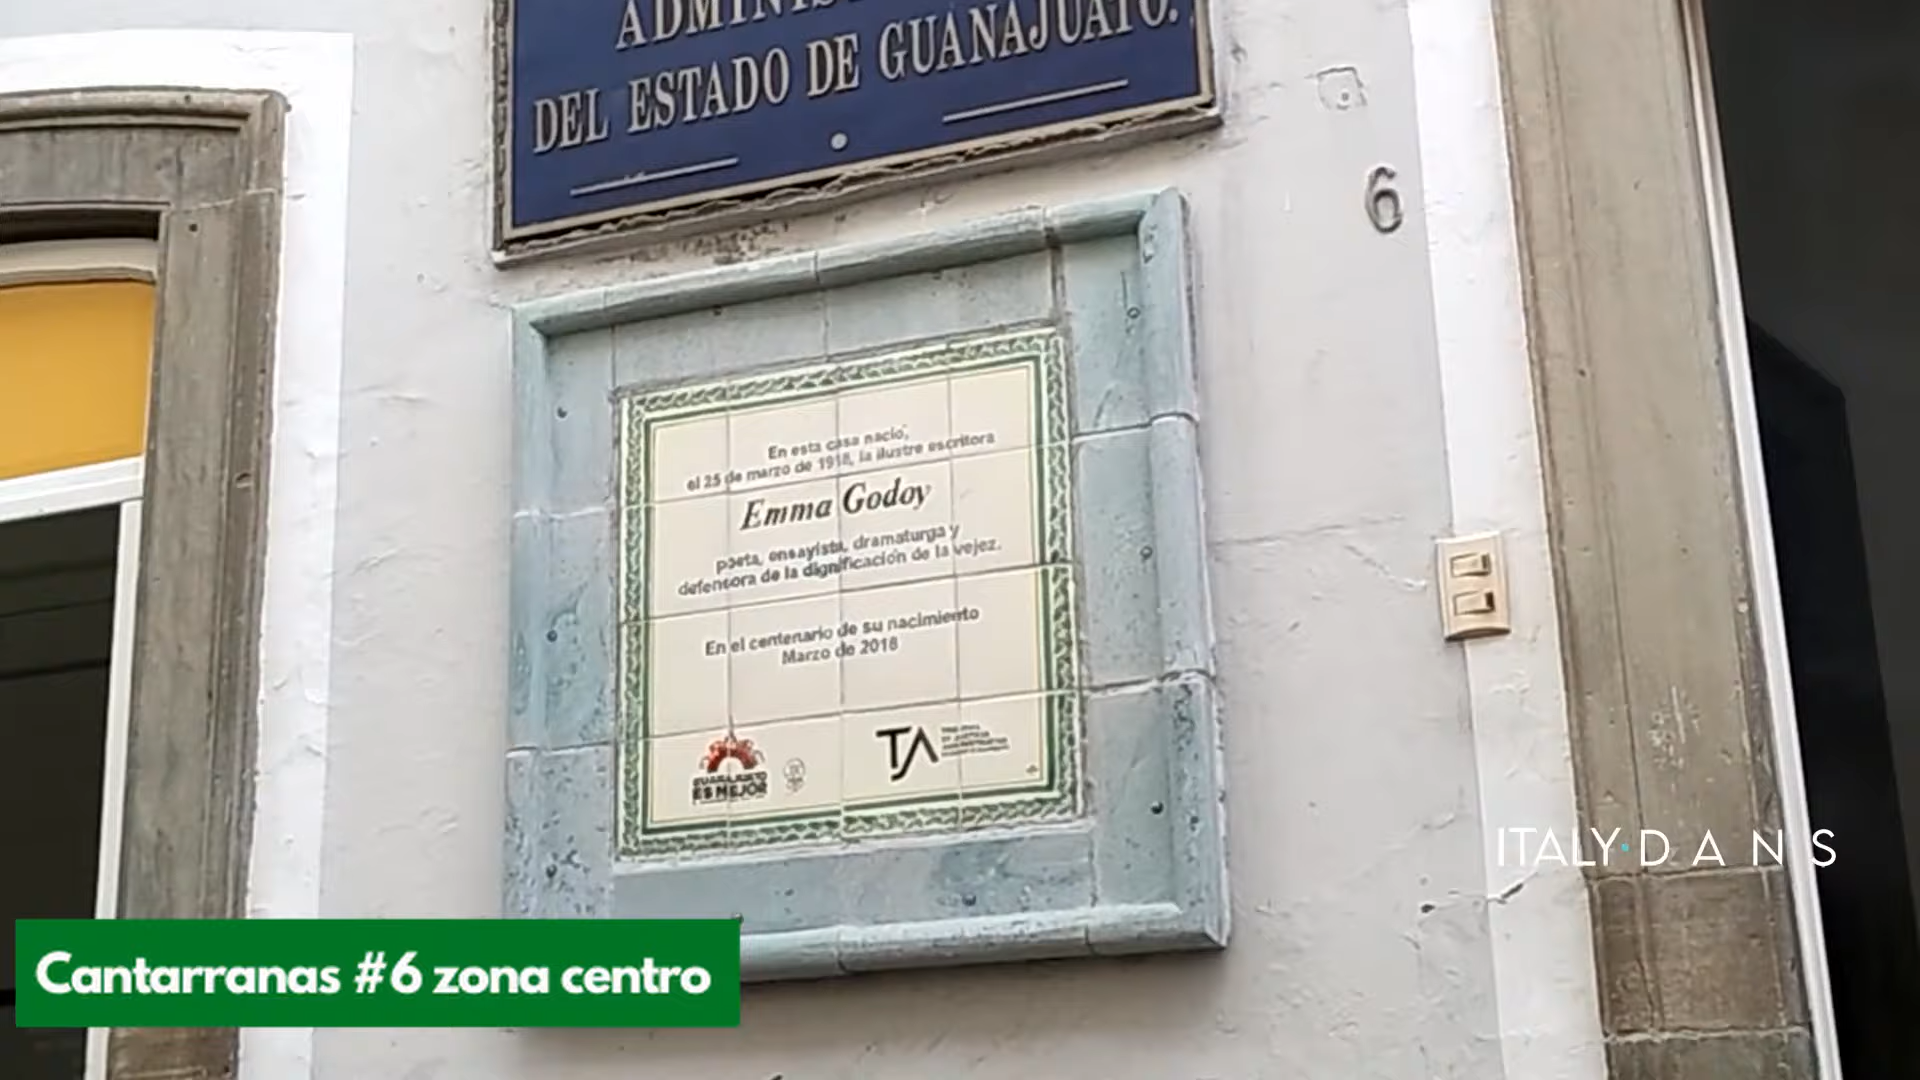 ADMINIS
DEL ESTADO DE GUANAJUATO.
6
En esta casa nació,
el 25 de marzo de 1918, la ilustre escritora
Emma Godoy
poeta, ensayista, dramaturga y
defensora de la dignificación de la vejez.
En el centenario de su nacimiento
Marzo de 2018
GUANAJUATO
ES MEJOR
TJA
ITALY·DANS
Cantarranas #6 zona centro